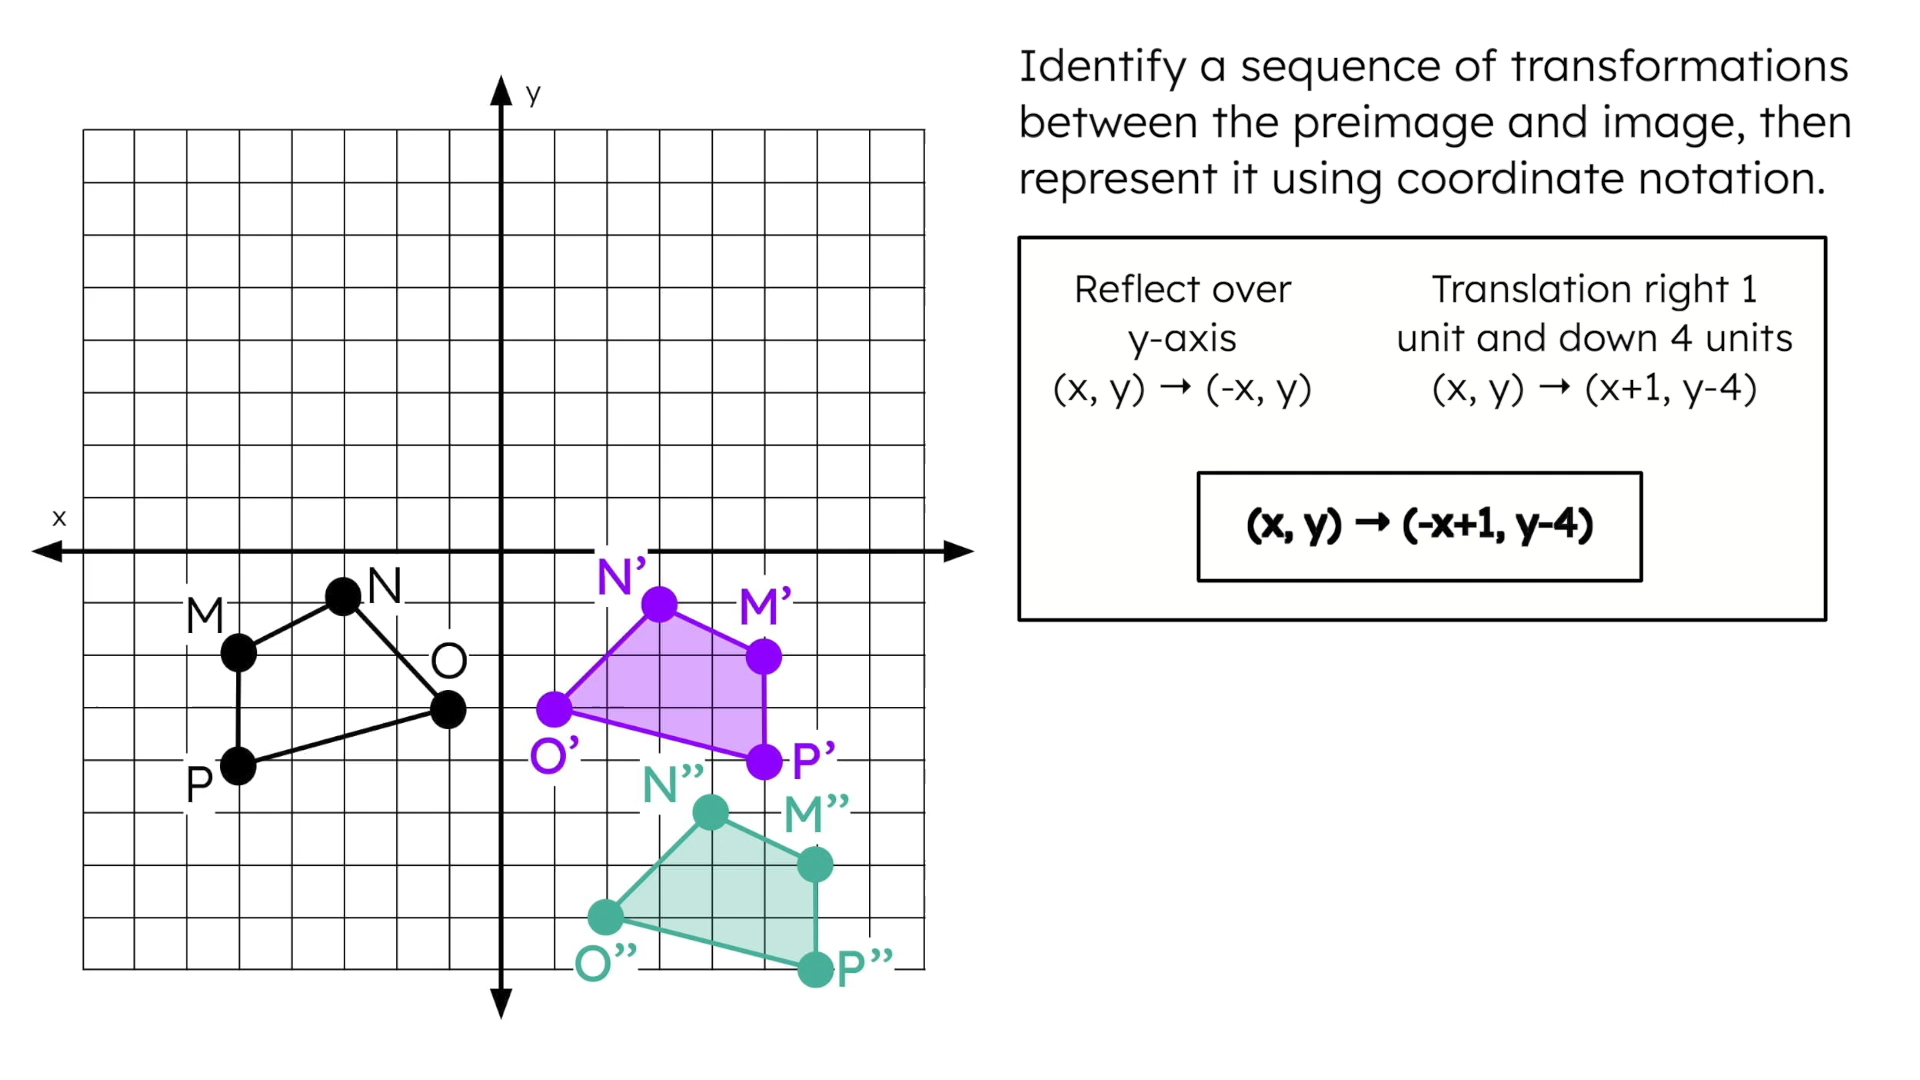 Identify a sequence of transformations
between the preimage and image, then
represent it using coordinate notation.
Reflect over
y-axis
(x, y) → (-x, y)
Translation right 1
unit and down 4 units
(x, y) → (x+1, y-4)
(x, y) → (-x+1, y-4)
y
x
N
M
O
P
N’
M’
O’
P’
N”
M”
O”
P”